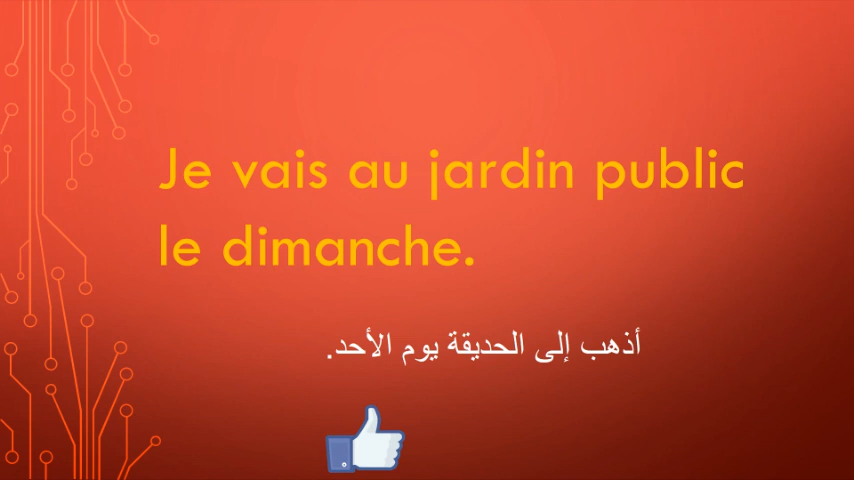 Je vais au jardin public
le dimanche.
أذهب إلى الحديقة يوم الأحد.